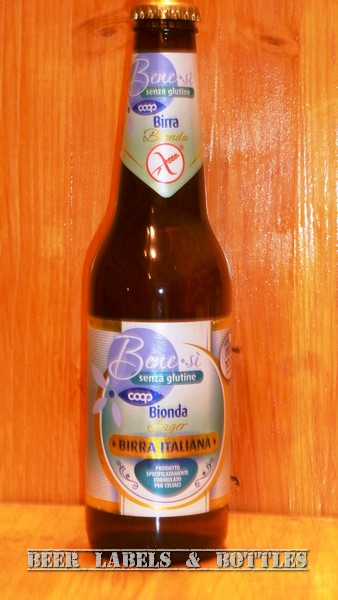 Bene•sì
senza glutine
coop
Birra
Bionda
Bene•sì
senza glutine
coop
Bionda
Lager
• BIRRA ITALIANA •
PRODOTTO
SPECIFICATAMENTE
FORMULATO
PER CELIACI
BEER LABELS & BOTTLES